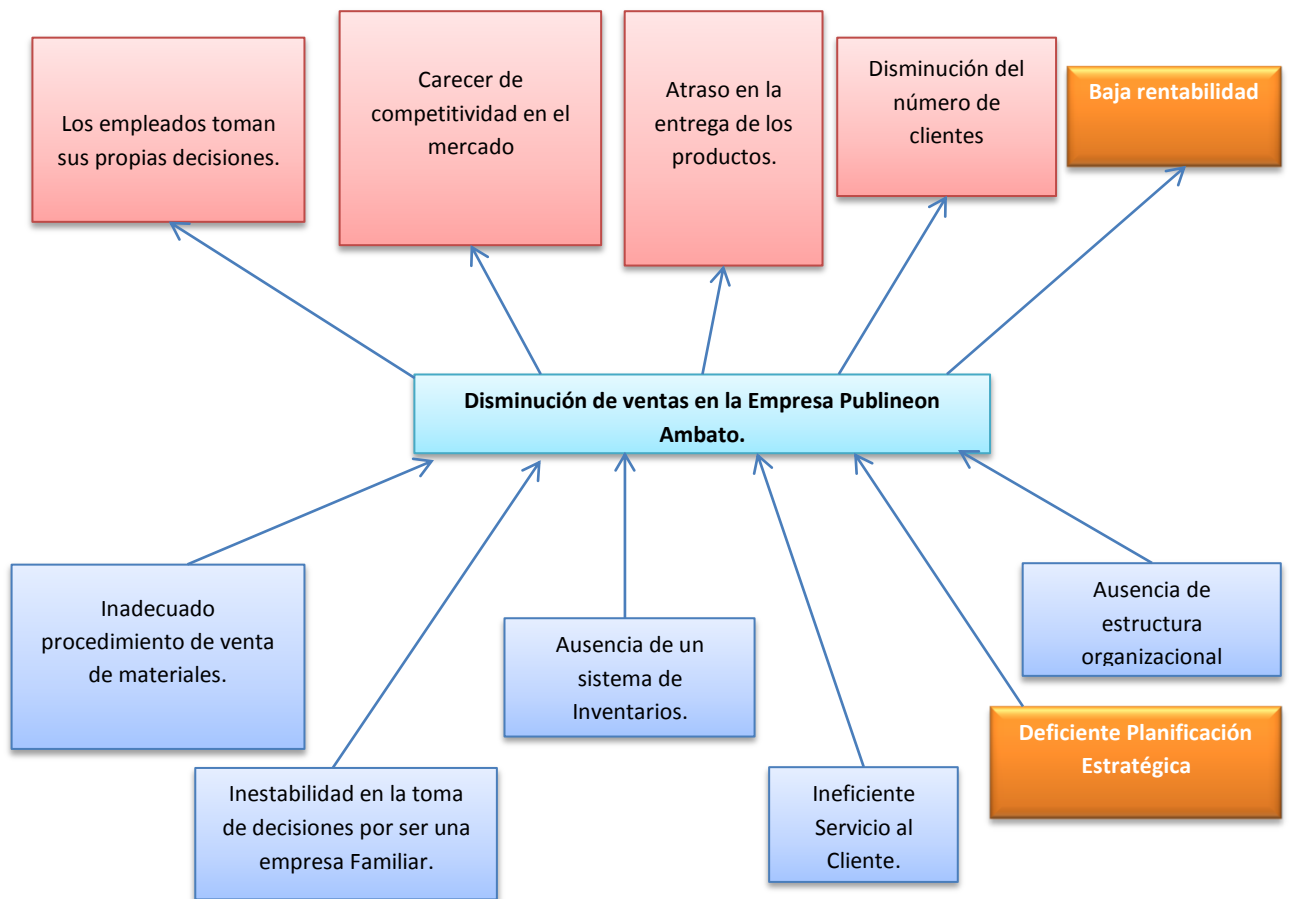 Los empleados toman
sus propias decisiones.
Carecer de
competitividad en el
mercado
Atraso en la
entrega de los
productos.
Disminución del
número de
clientes
Baja rentabilidad
Disminución de ventas en la Empresa Publineon
Ambato.
Inadecuado
procedimiento de venta
de materiales.
Inestabilidad en la toma
de decisiones por ser una
empresa Familiar.
Ausencia de un
sistema de
Inventarios.
Ineficiente
Servicio al
Cliente.
Deficiente Planificación
Estratégica
Ausencia de
estructura
organizacional